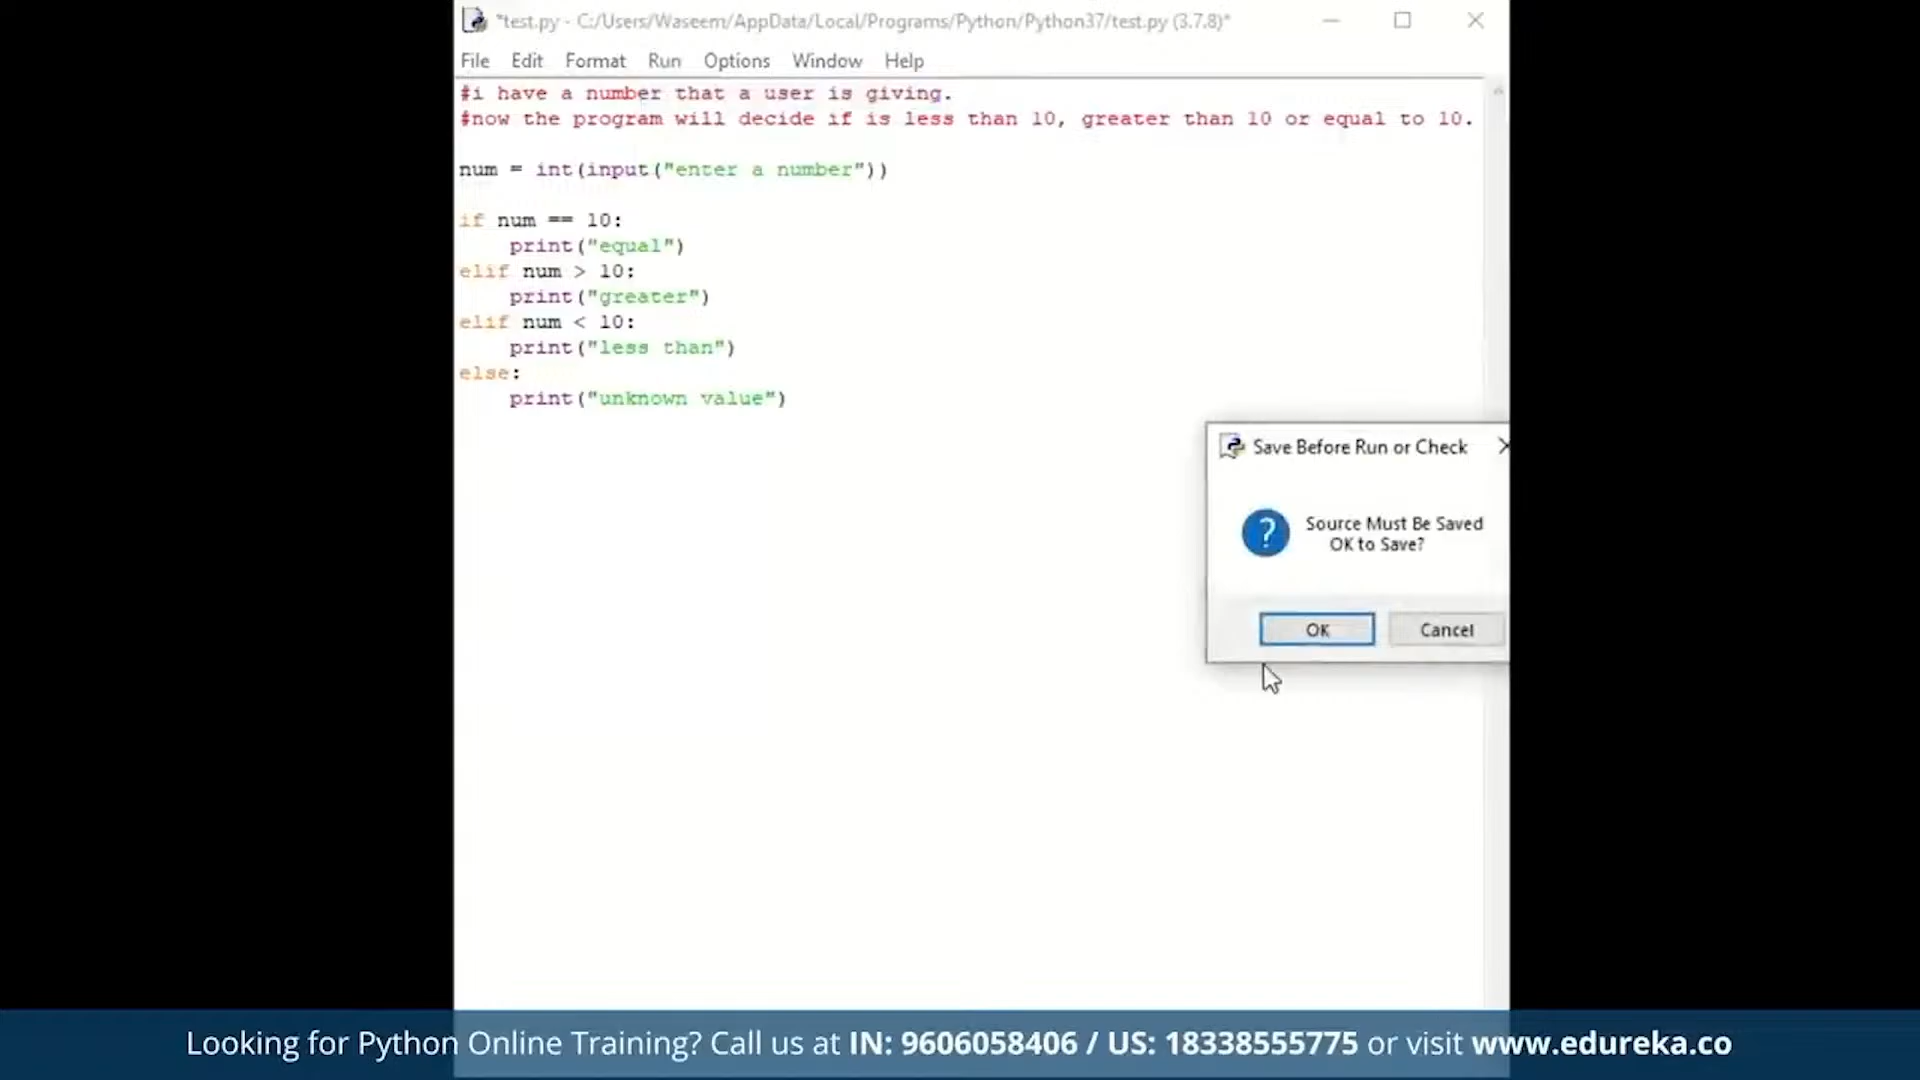 *test.py - C:/Users/Waseem/AppData/Local/Programs/Python/Python37/test.py (3.7.8)*
File Edit Format Run Options Window Help
#i have a number that a user is giving.
#now the program will decide if is less than 10, greater than 10 or equal to 10.
num = int(input("enter a number"))
if num == 10:
    print("equal")
elif num > 10:
    print("greater")
elif num < 10:
    print("less than")
else:
    print("unknown value")
Save Before Run or Check
Source Must Be Saved
OK to Save?
OK Cancel
Looking for Python Online Training? Call us at IN: 9606058406 / US: 18338555775 or visit www.edureka.co